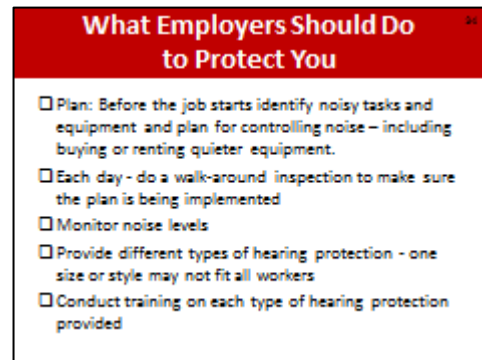 What Employers Should Do
to Protect You
☐ Plan: Before the job starts identify noisy tasks and
equipment and plan for controlling noise – including
buying or renting quieter equipment.
☐ Each day - do a walk-around inspection to make sure
the plan is being implemented
☐ Monitor noise levels
☐ Provide different types of hearing protection - one
size or style may not fit all workers
☐ Conduct training on each type of hearing protection
provided